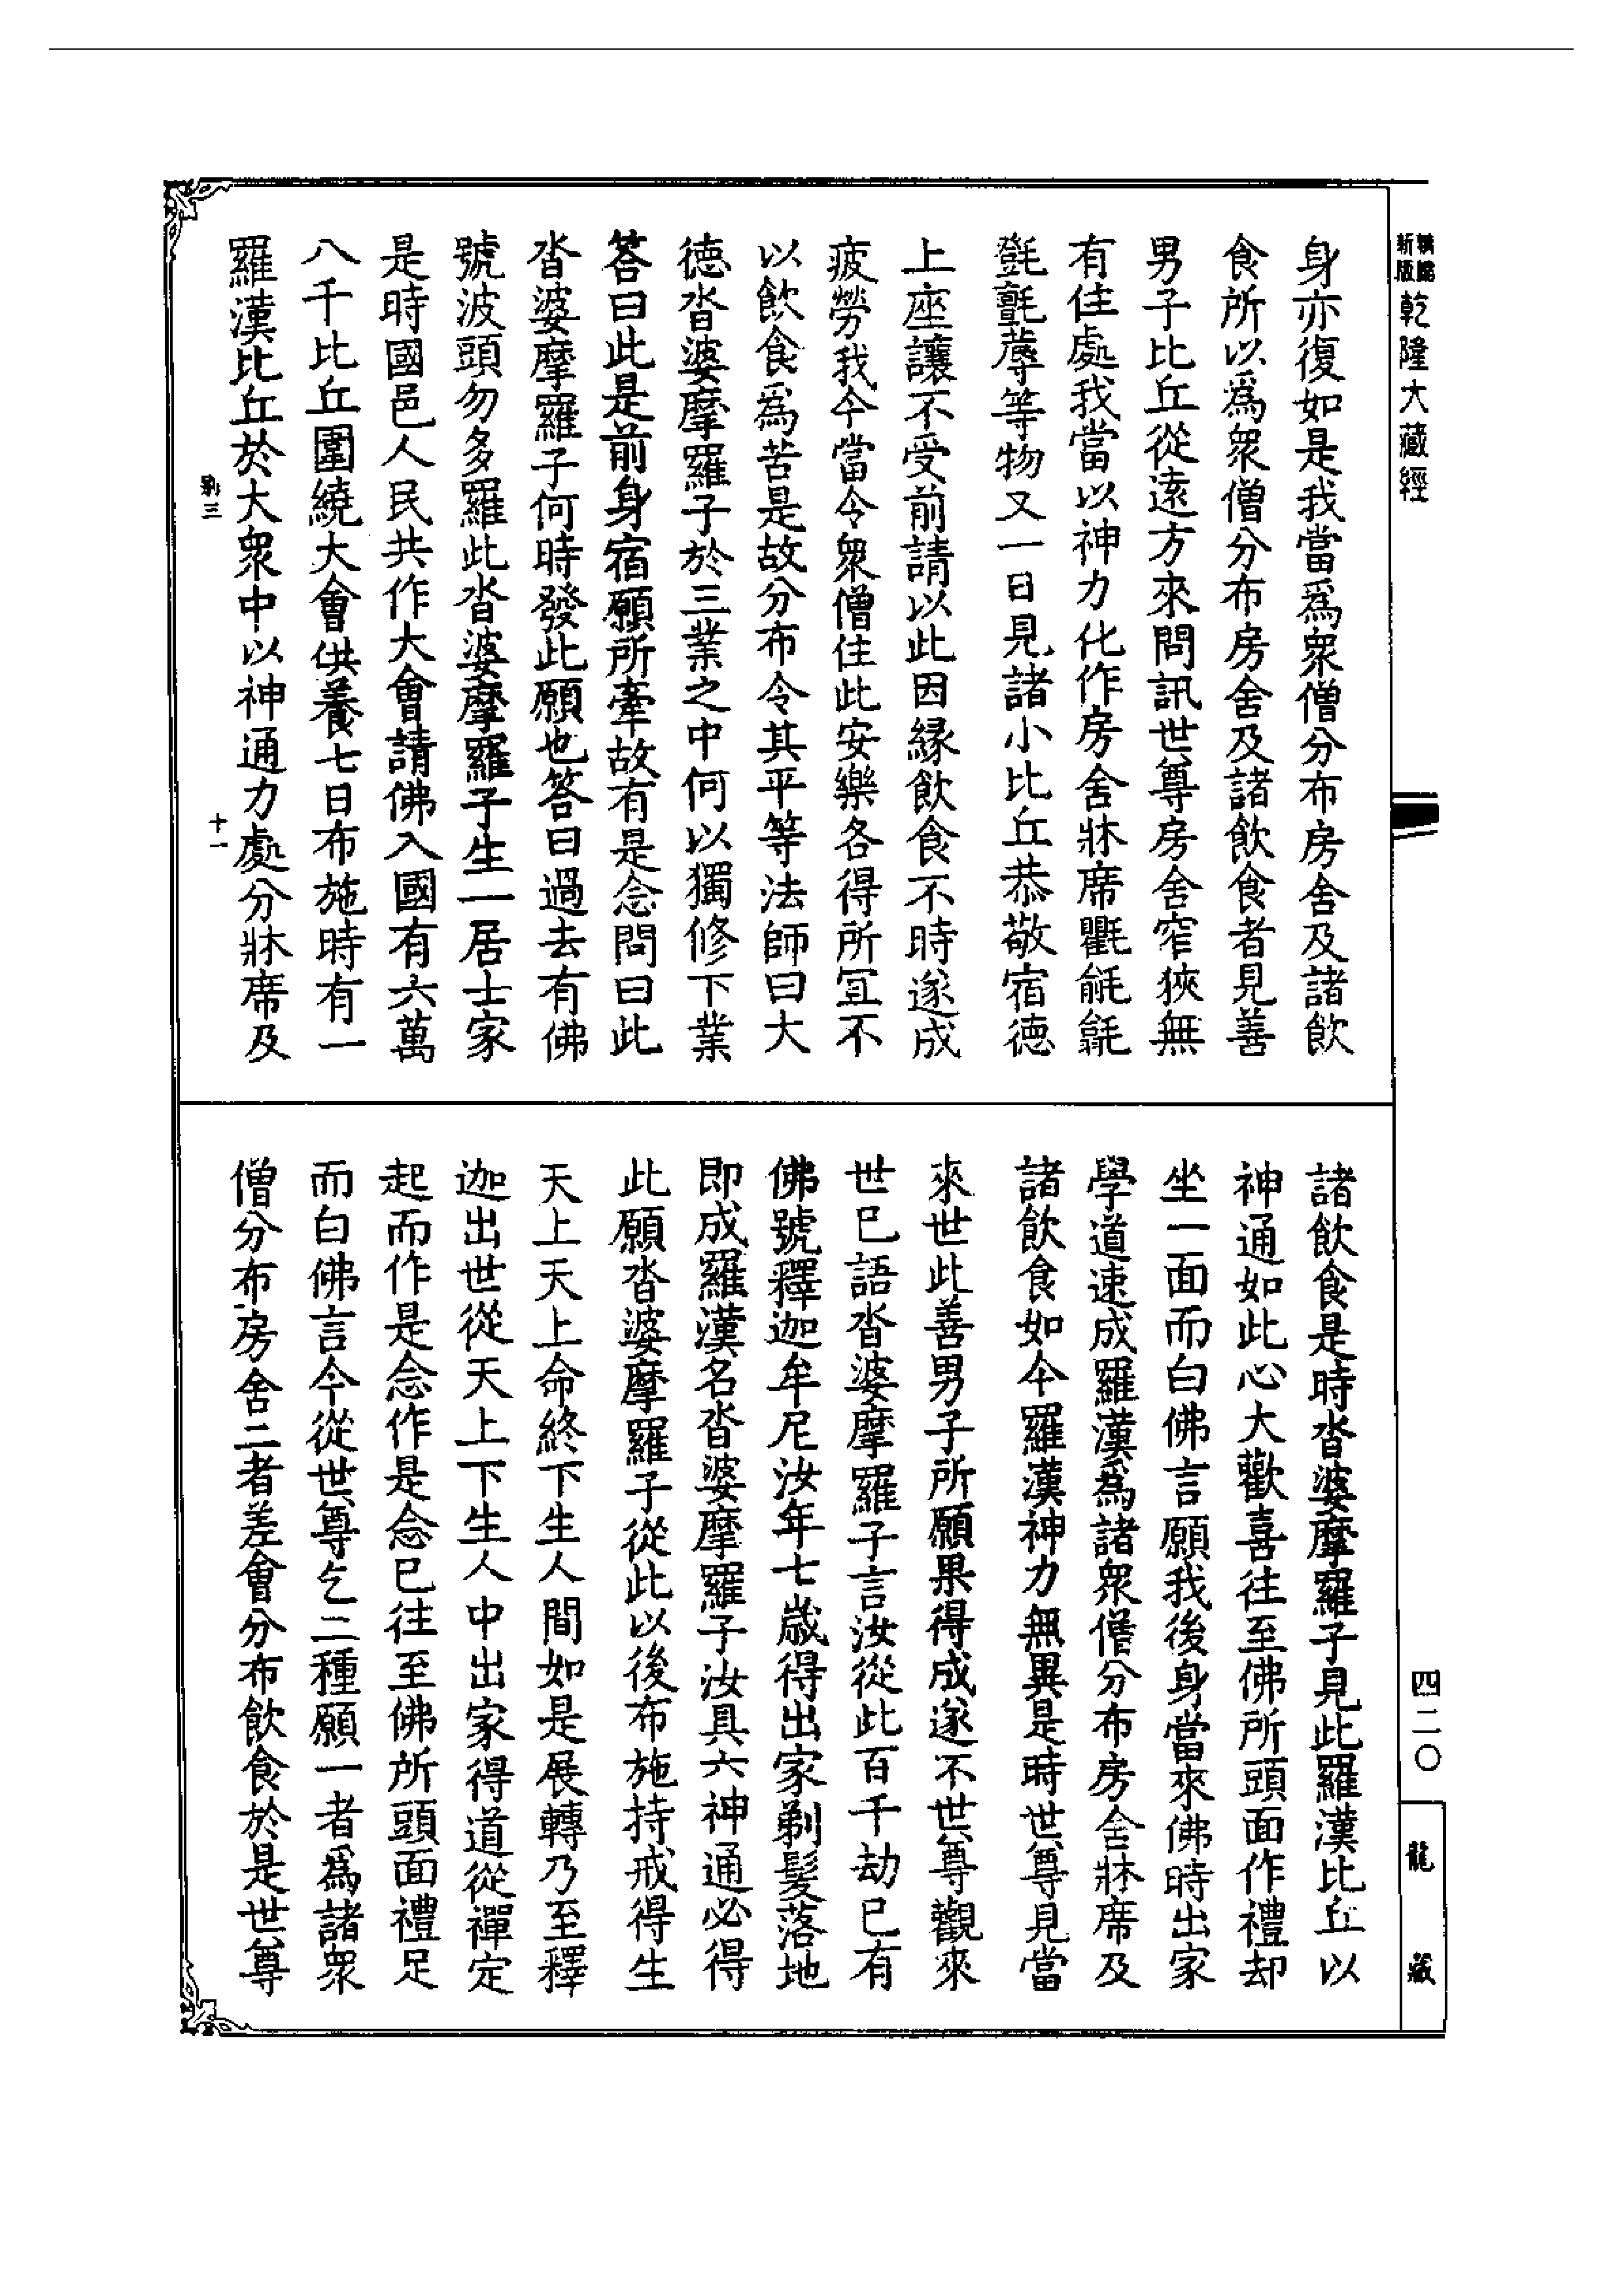 新編
縮版
乾隆大藏經
身亦復如是我當爲衆僧分布房舍及諸飲
食所以爲衆僧分布房舍及諸飲食者見善
男子比丘從遠方來問訊世尊房舍窄狹無
有住處我當以神力化作房舍牀席氍毹氀
毾㲪蓐等物又一日見諸小比丘恭敬宿德
上座讓不受前請以此因緣飲食不時遂成
疲勞我今當令衆僧住此安樂各得所宜不
以飲食爲苦是故分布令其平等法師曰大
德沓婆摩羅子於三業之中何以獨修下業
答曰此是前身宿願所牽故有是念問曰此
沓婆摩羅子何時發此願也答曰過去有佛
號波頭勿多羅此沓婆摩羅子生一居士家
是時國邑人民共作大會請佛入國有六萬
八千比丘圍繞大會供養七日布施時有一
羅漢比丘於大衆中以神通力處分牀席及
別三
十一
諸飲食是時沓婆摩羅子見此羅漢比丘以
神通如此心大歡喜往至佛所頭面作禮却
坐一面而白佛言願我後身當來佛時出家
學道速成羅漢爲諸衆僧分布房舍牀席及
諸飲食如今羅漢神力無異是時世尊見當
來世此善男子所願果得成遂不世尊觀來
世已語沓婆摩羅子言汝從此百千劫已有
佛號釋迦牟尼汝年七歲得出家剃髮落地
即成羅漢名沓婆摩羅子汝具六神通必得
此願沓婆摩羅子從此以後布施持戒得生
天上天上命終下生人間如是展轉乃至釋
迦出世從天上下生人中出家得道從禪定
起而作是念作是念已往至佛所頭面禮足
而白佛言今從世尊乞二種願一者爲諸衆
僧分布房舍二者差會分布飲食於是世尊
四二〇
龍藏